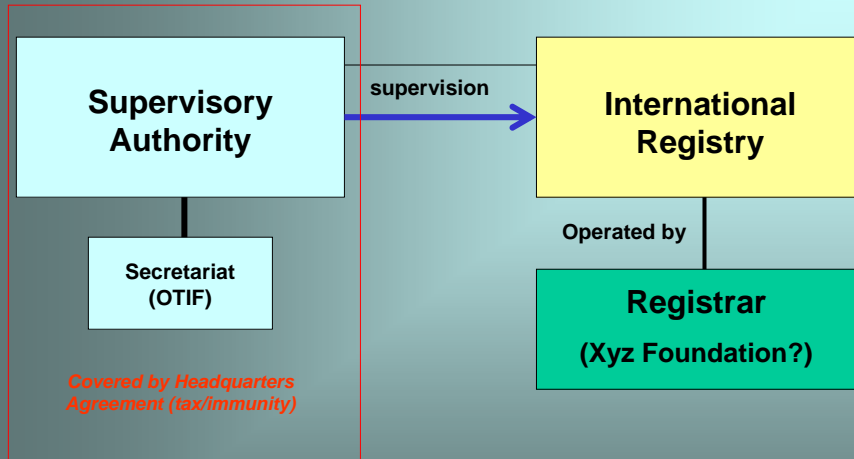 Supervisory
Authority
supervision
International
Registry
Secretariat
(OTIF)
Operated by
Registrar
(Xyz Foundation?)
Covered by Headquarters
Agreement (tax/immunity)